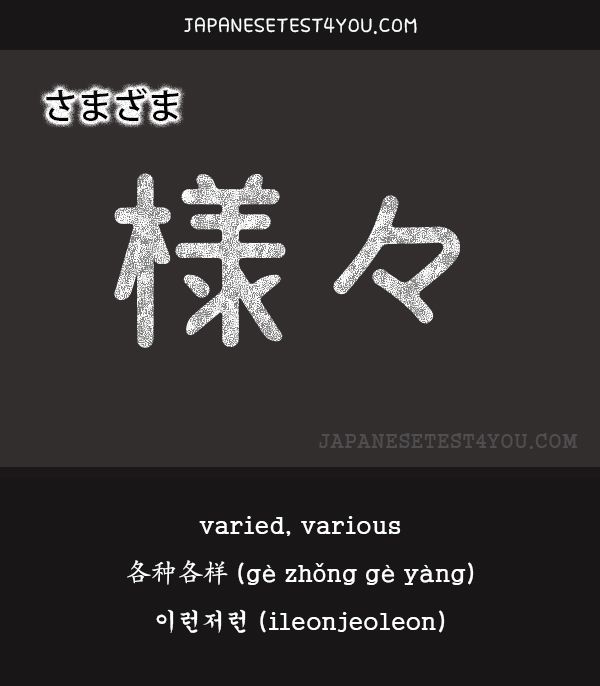 JAPANESETEST4YOU.COM
さまざま
様々
JAPANESETEST4YOU.COM
varied, various
各种各样 (gè zhǒng gè yàng)
이런저런 (ileonjeoleon)